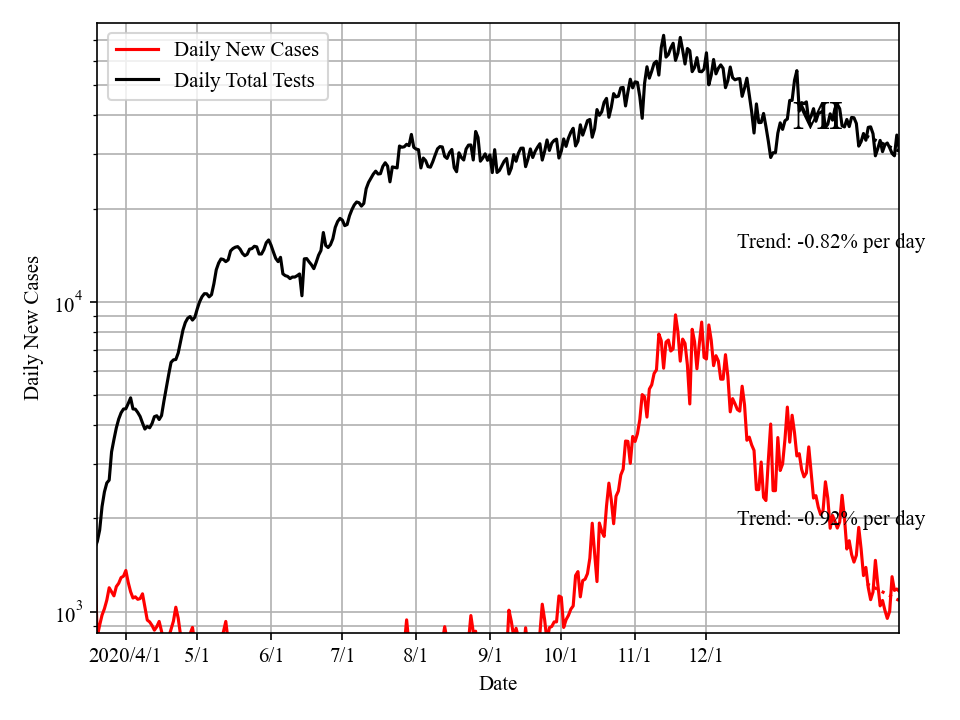 Daily New Cases
Daily Total Tests
MI
Trend: -0.82% per day
10^4
Daily New Cases
Trend: -0.92% per day
10^3
2020/4/1 5/1 6/1 7/1 8/1 9/1 10/1 11/1 12/1
Date